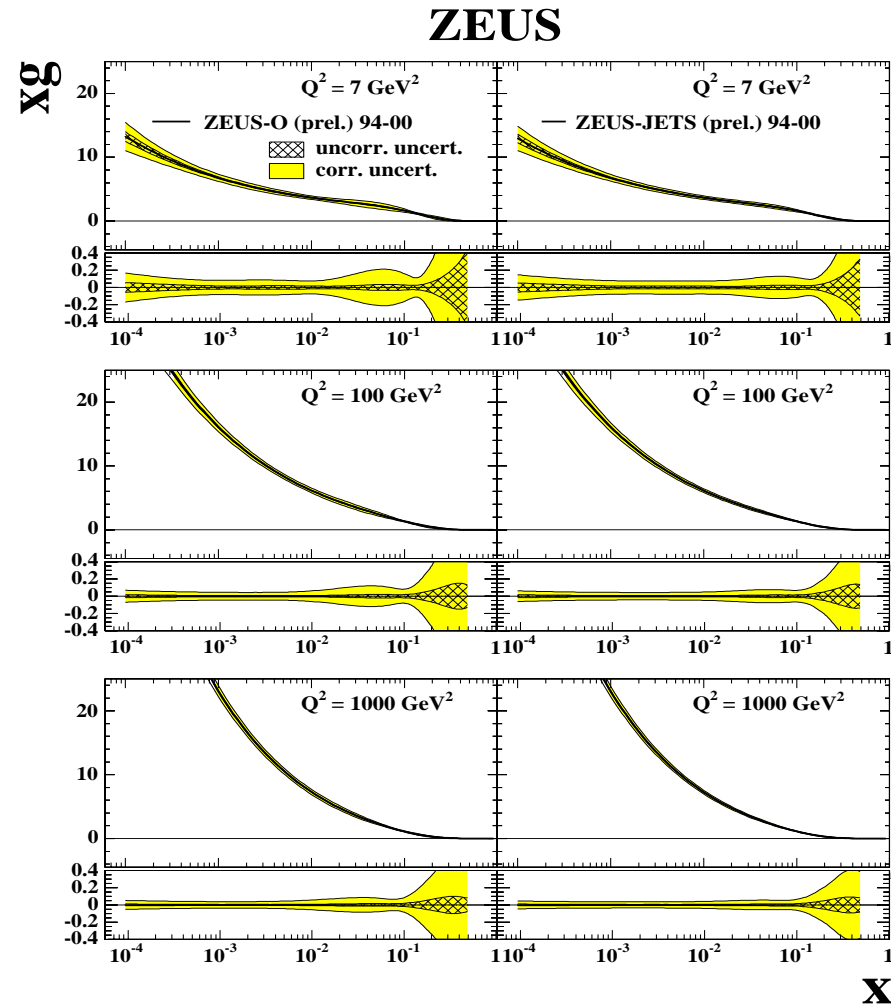 ZEUS
xg
Q² = 7 GeV²
ZEUS-O (prel.) 94-00
uncorr. uncert.
corr. uncert.
Q² = 7 GeV²
ZEUS-JETS (prel.) 94-00
20
10
0
0.4
0.2
0
-0.2
-0.4
10⁻⁴ 10⁻³ 10⁻² 10⁻¹ 1 10⁻⁴ 10⁻³ 10⁻² 10⁻¹ 1
Q² = 100 GeV²
Q² = 100 GeV²
20
10
0
0.4
0.2
0
-0.2
-0.4
10⁻⁴ 10⁻³ 10⁻² 10⁻¹ 1 10⁻⁴ 10⁻³ 10⁻² 10⁻¹ 1
Q² = 1000 GeV²
Q² = 1000 GeV²
20
10
0
0.4
0.2
0
-0.2
-0.4
10⁻⁴ 10⁻³ 10⁻² 10⁻¹ 1 10⁻⁴ 10⁻³ 10⁻² 10⁻¹ 1
x